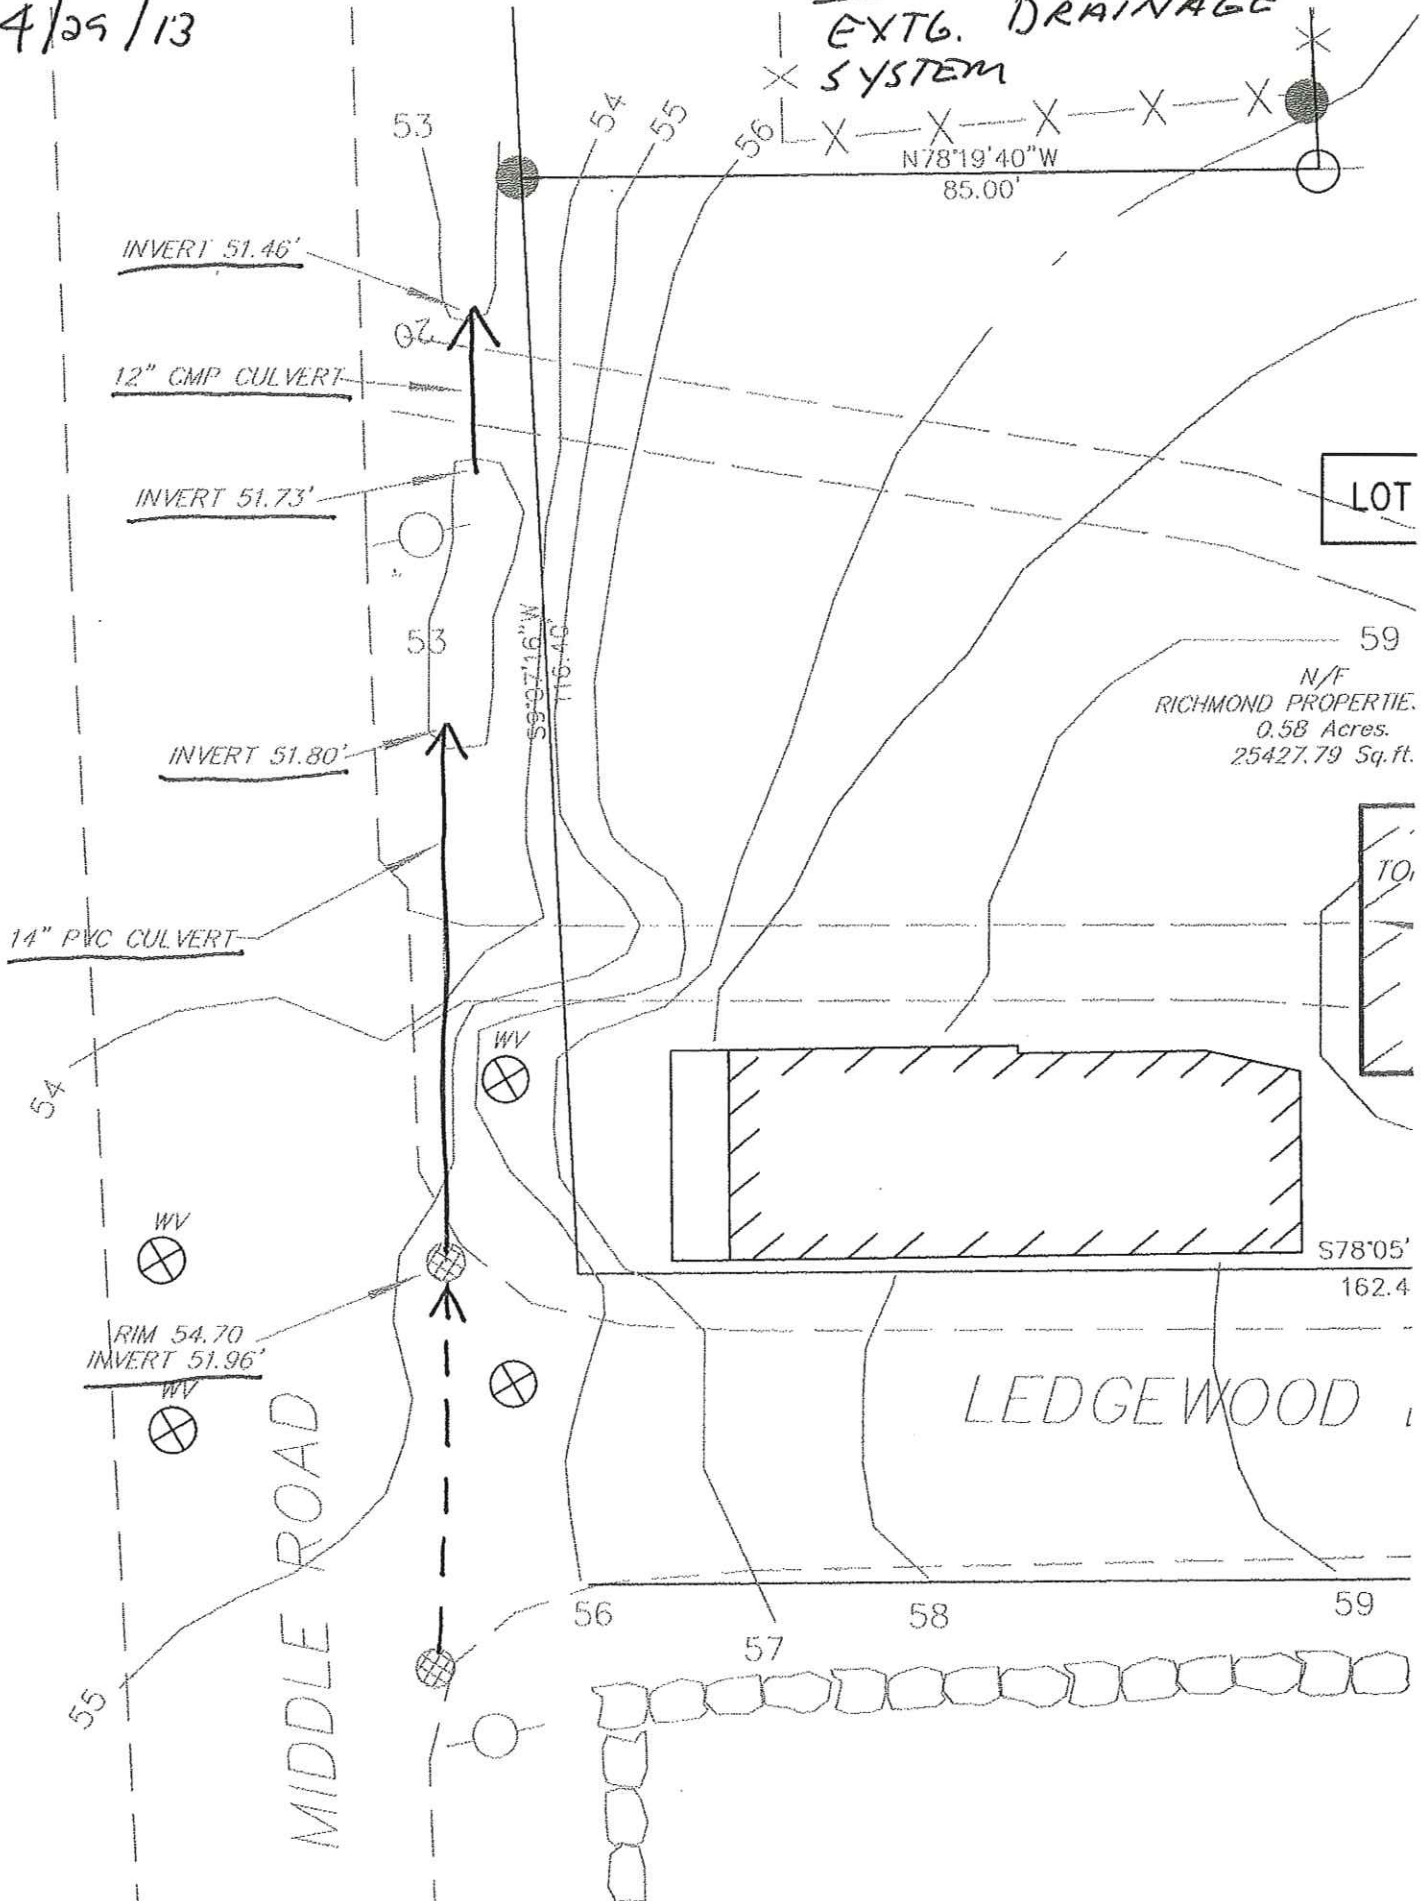 4/29/13
EXTG. DRAINAGE
SYSTEM
53
54
55
56
N78°19'40"W
85.00'
INVERT 51.46'
20
12" CMP CULVERT
INVERT 51.73'
LOT
53
S9°07'16"W
116.46'
59
N/F
RICHMOND PROPERTIE
0.58 Acres.
25427.79 Sq.ft.
INVERT 51.80'
14" PVC CULVERT
WV
54
WV
S78°05'
162.4
RIM 54.70
INVERT 51.96'
WV
LEDGEWOOD
MIDDLE ROAD
56
57
58
59
55